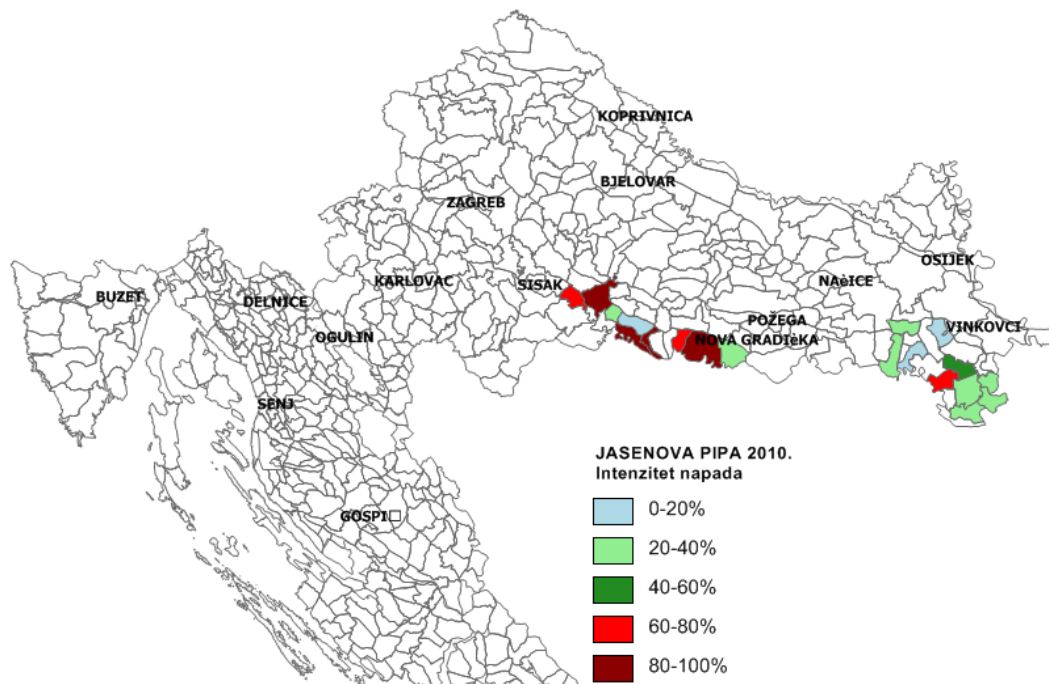 KOPRIVNICA
BJELOVAR
ZAGREB
OSIJEK
KARLOVAC
SISAK
NAèICE
BUZET
DELNICE
POŽEGA
VINKOVCI
OGULIN
NOVA GRADIèKA
SENJ
GOSPI□
JASENOVA PIPA 2010.
Intenzitet napada
0-20%
20-40%
40-60%
60-80%
80-100%